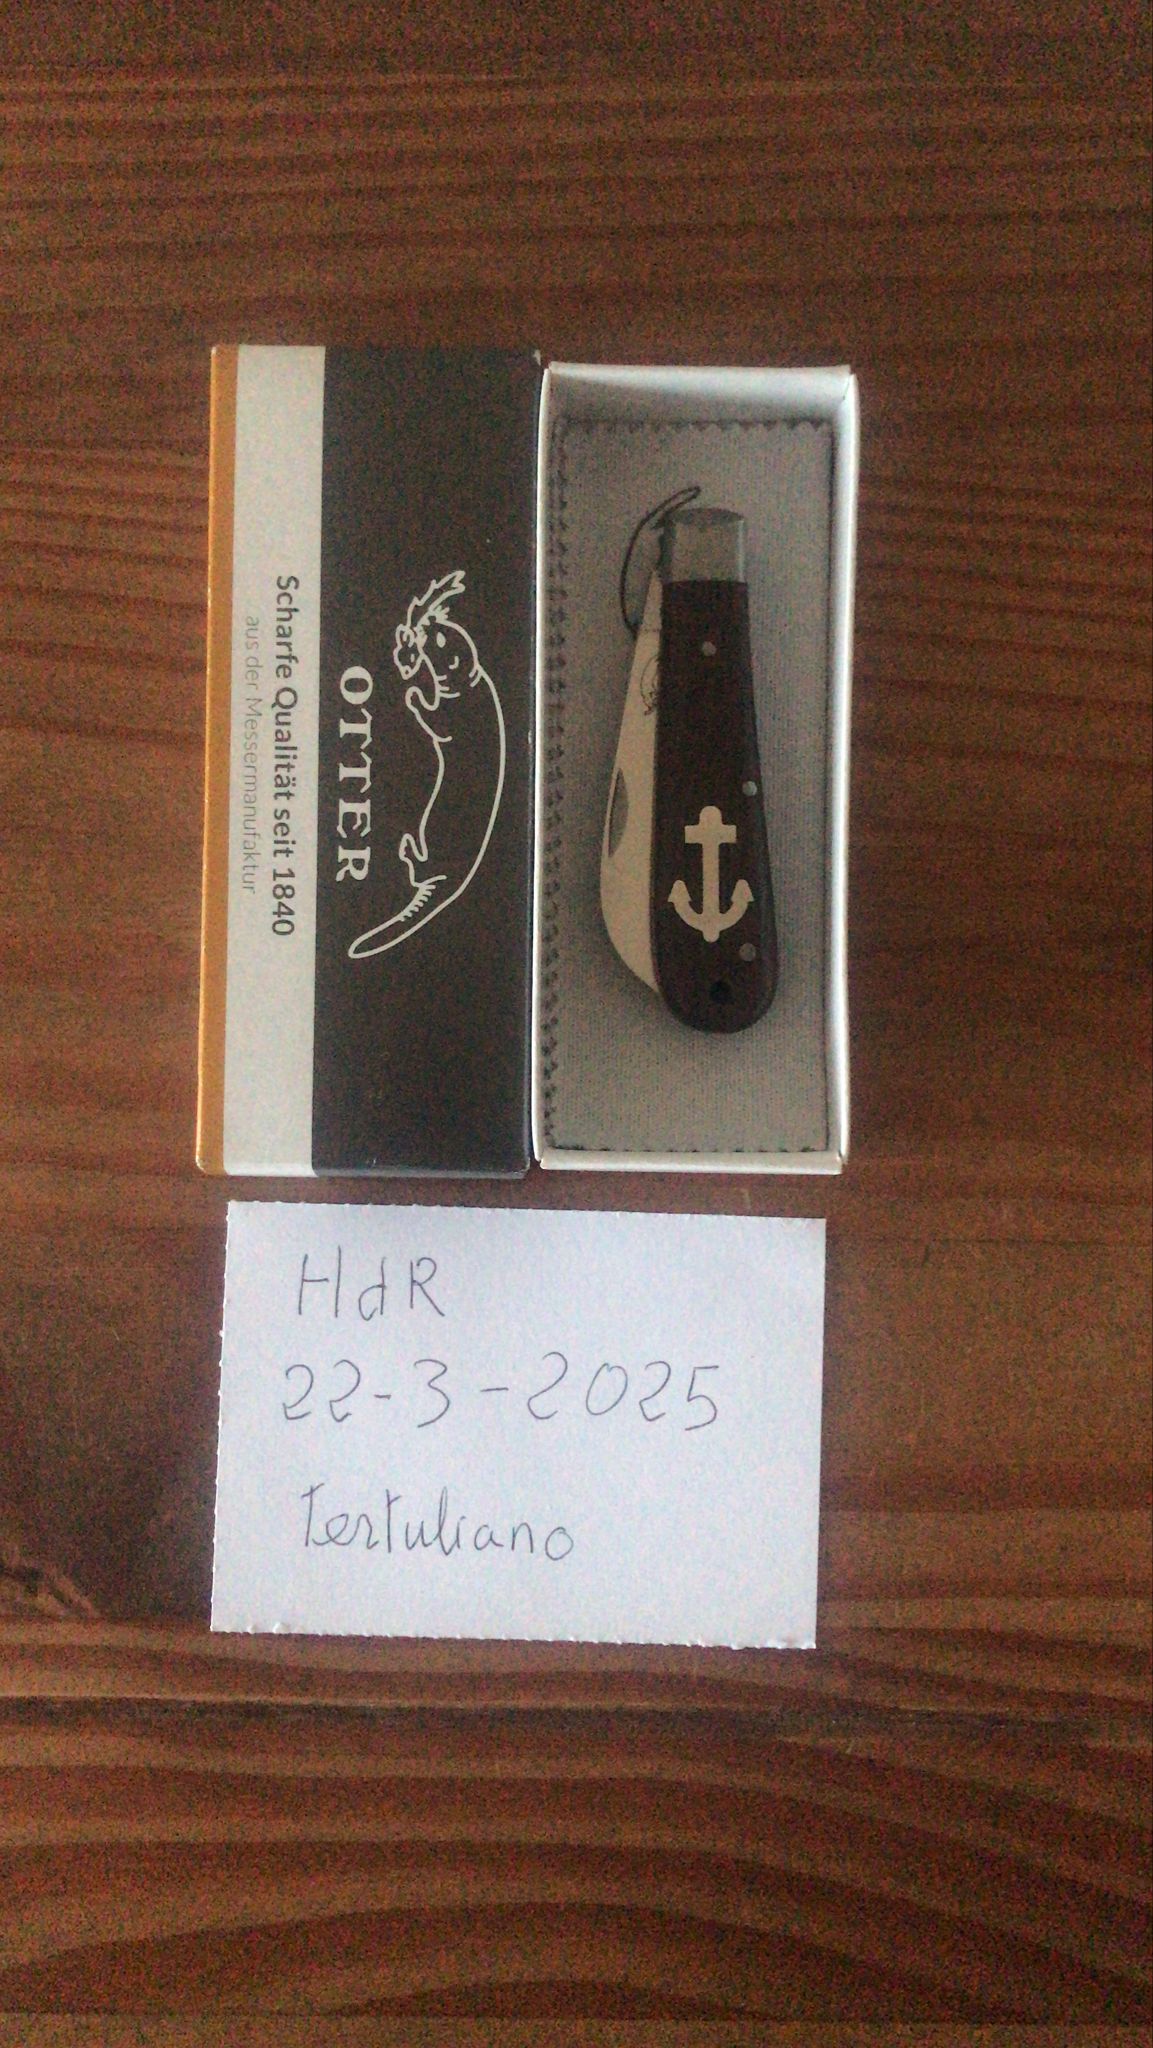 OTTER
Scharfe Qualität seit 1840
aus der Messermanufaktur
HdR
22-3-2025
Tertuliano